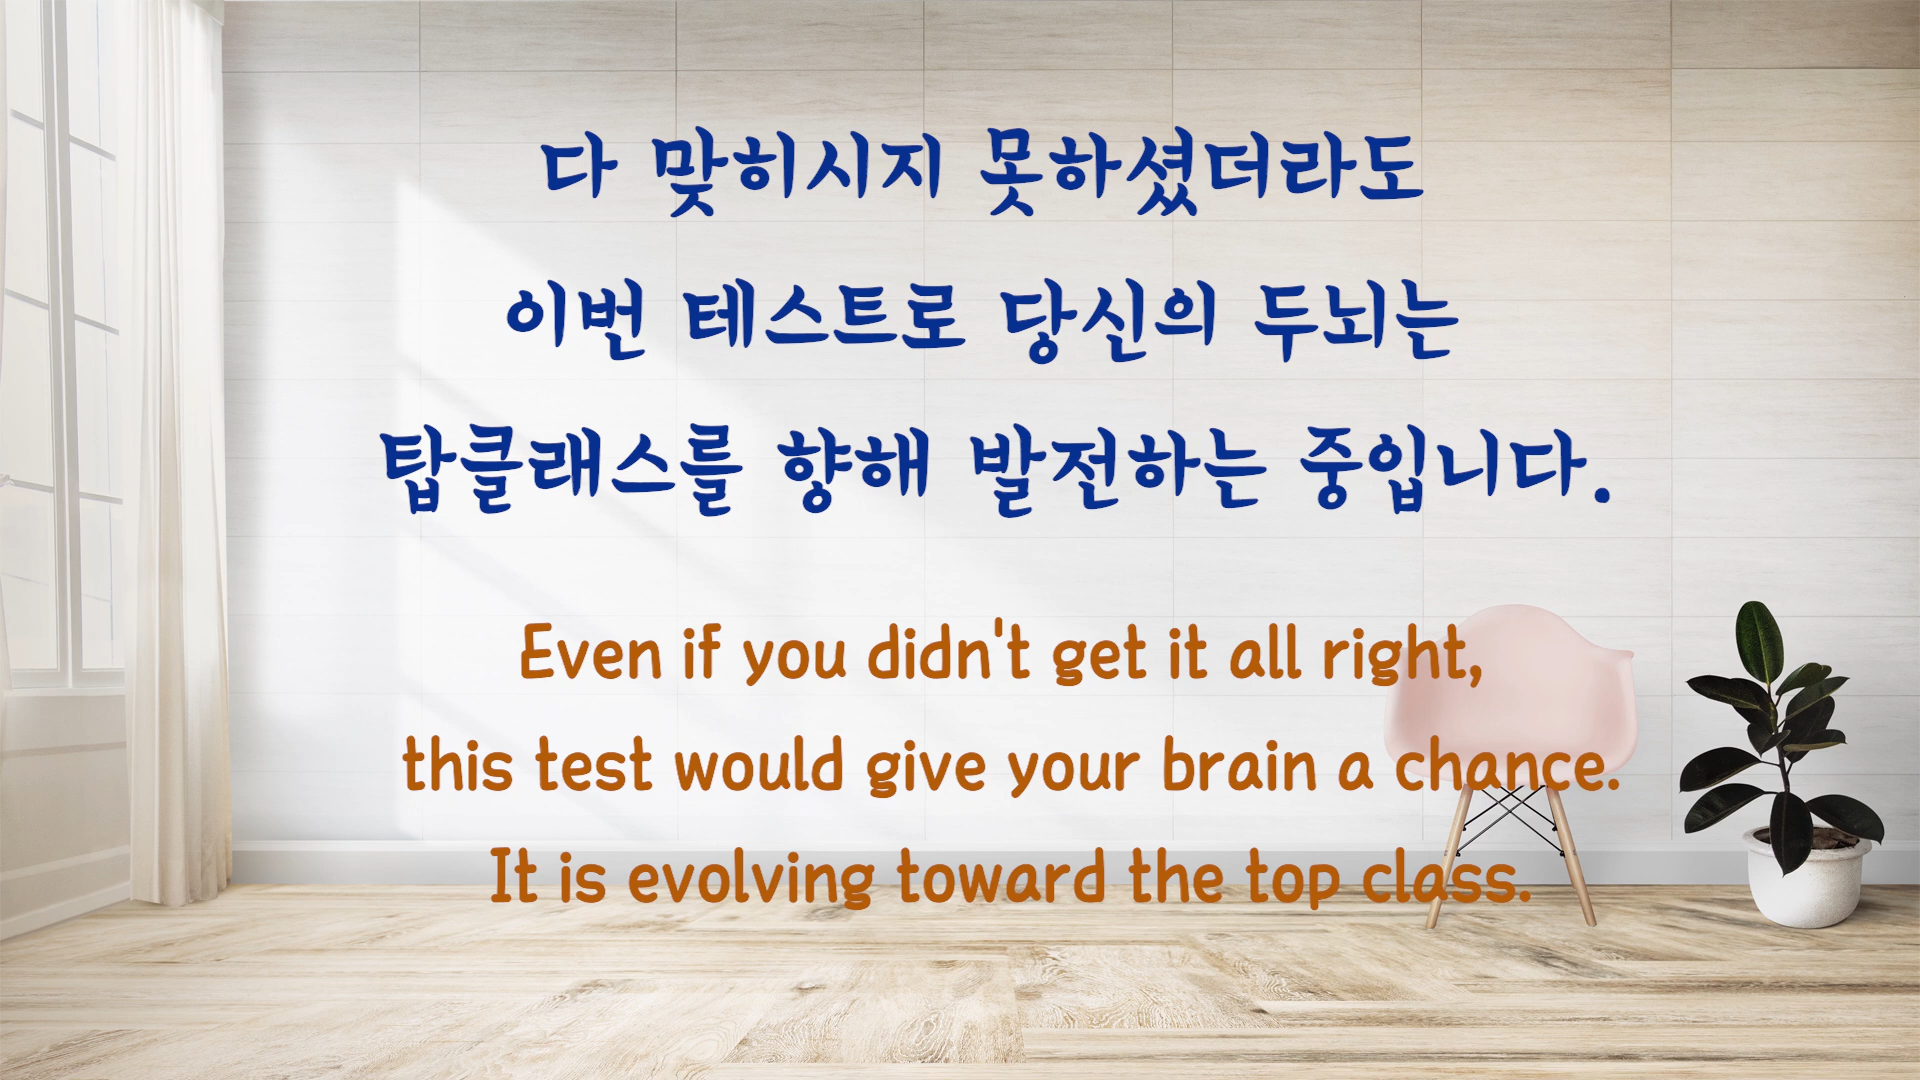 다 맞히시지 못하셨더라도
이번 테스트로 당신의 두뇌는
탑클래스를 향해 발전하는 중입니다.
Even if you didn't get it all right,
this test would give your brain a chance.
It is evolving toward the top class.